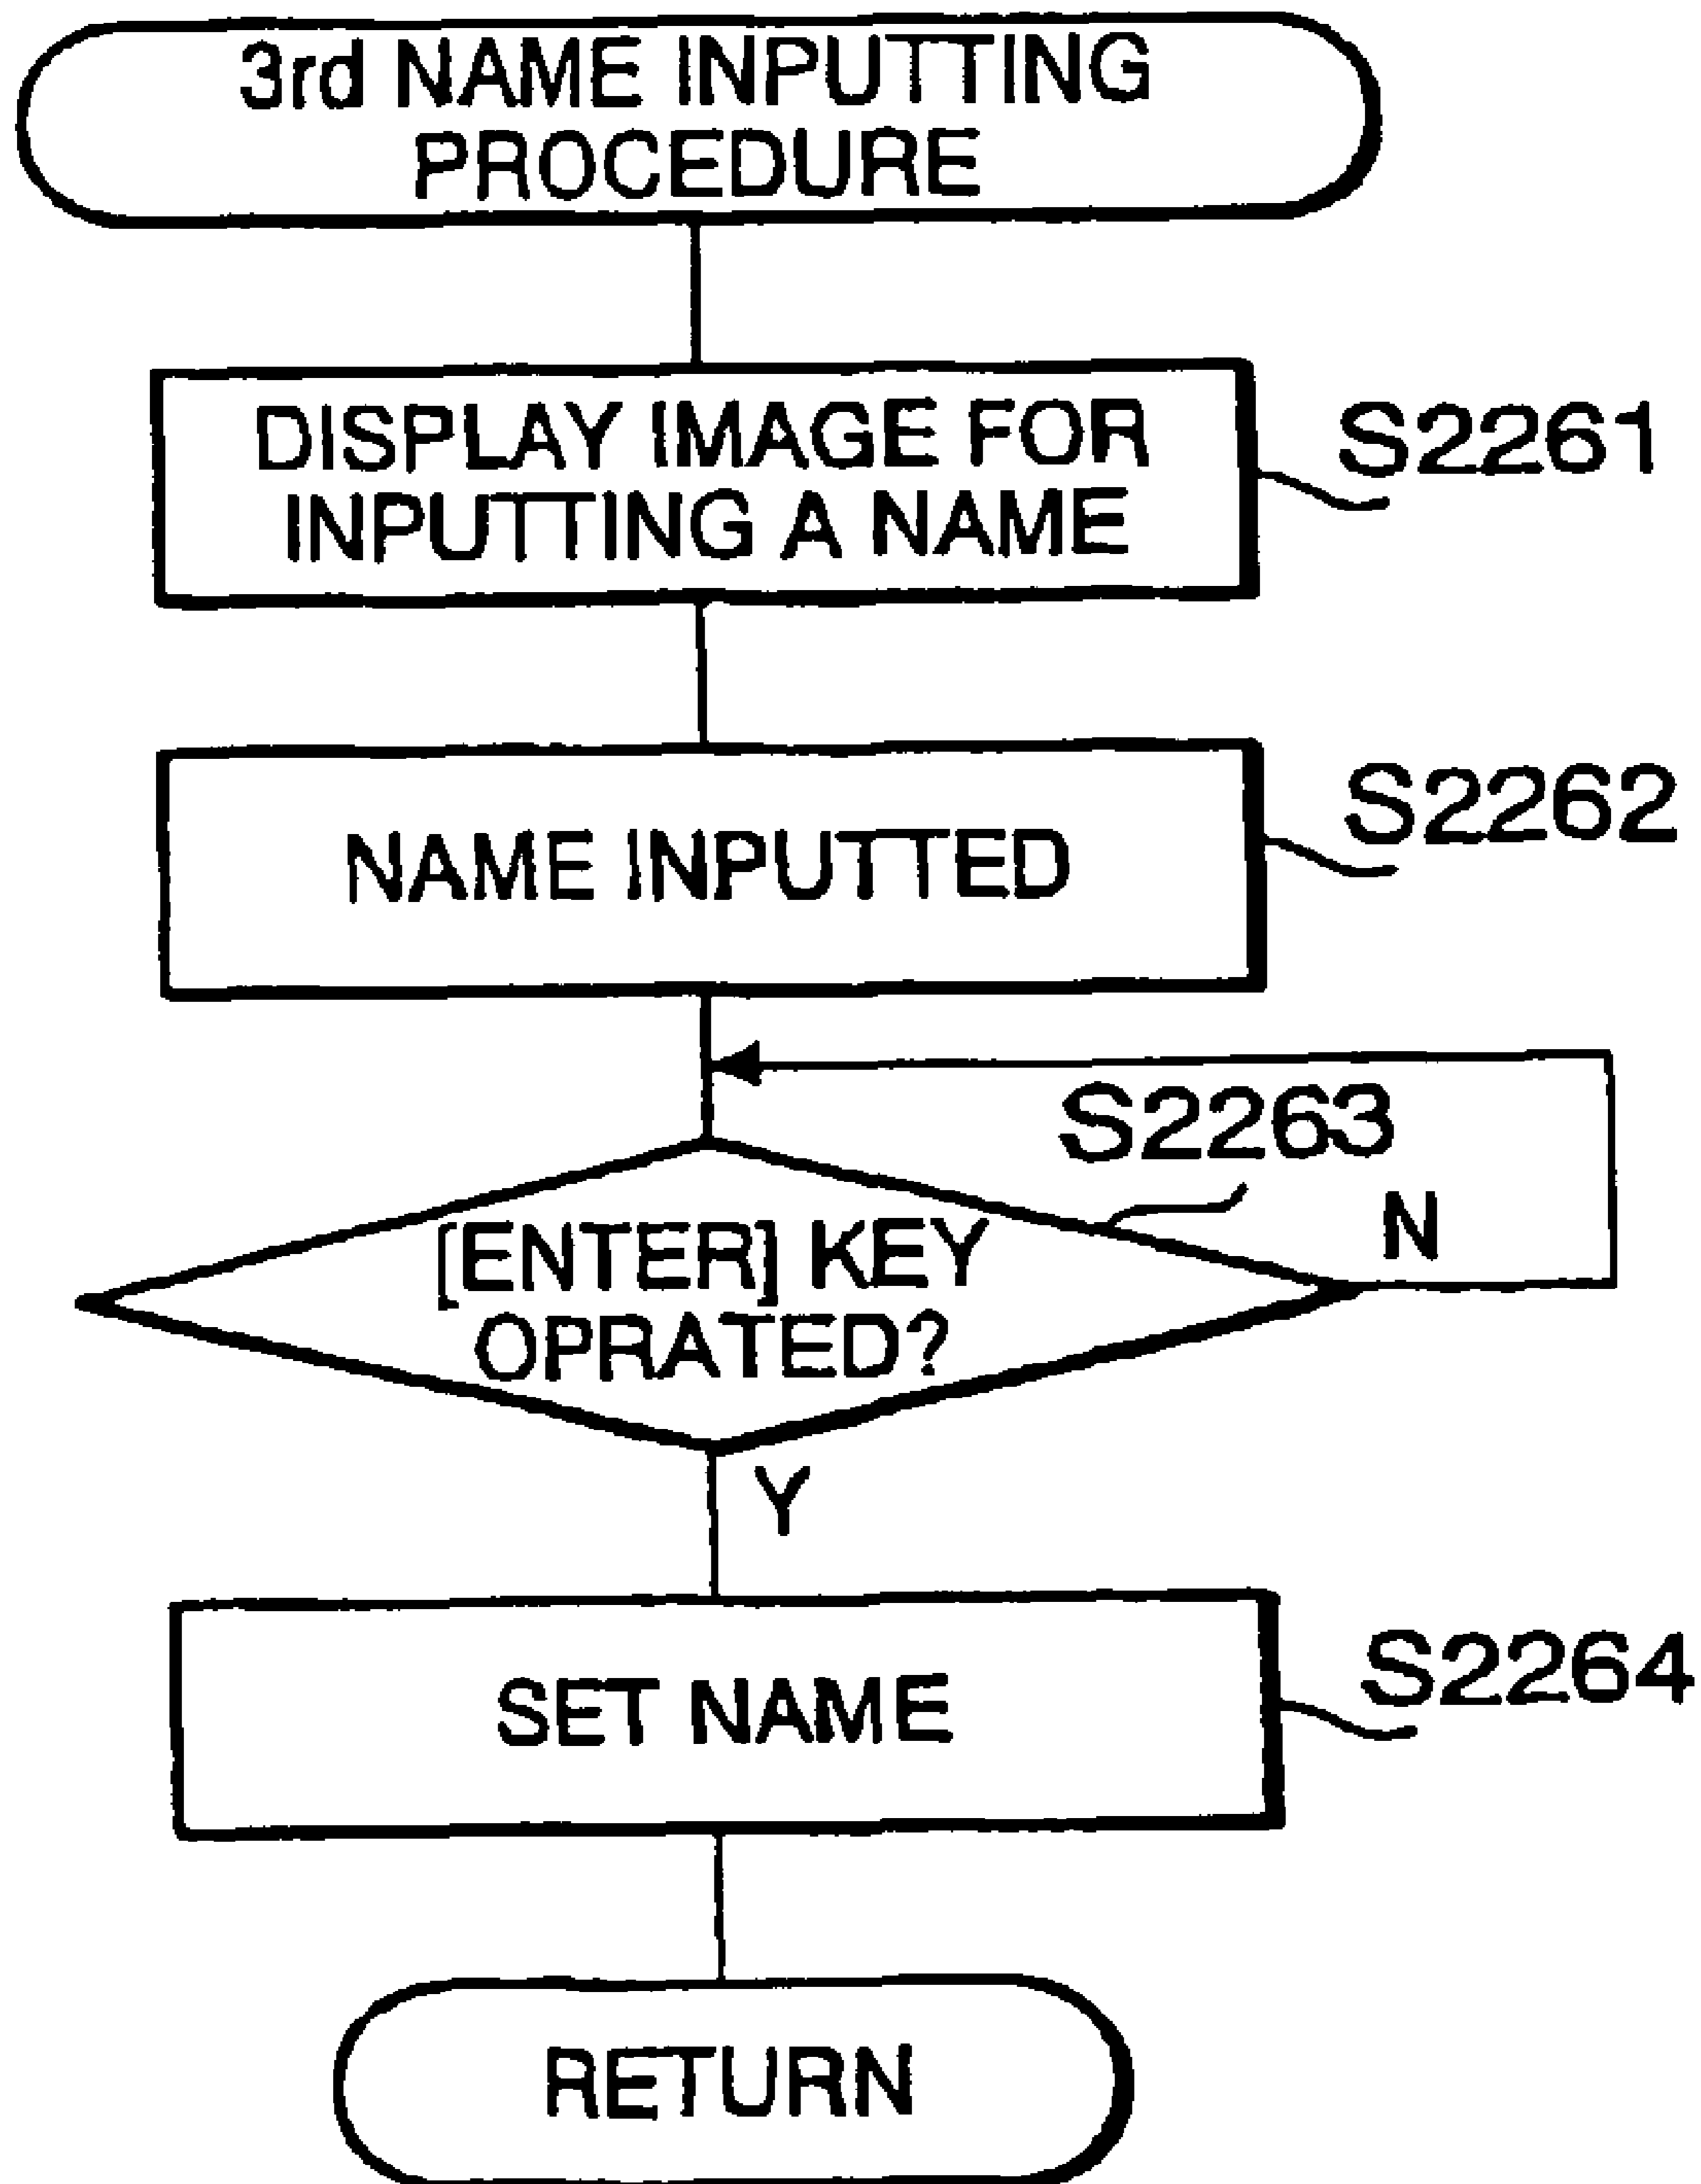 3rd NAME INPUTTING
PROCEDURE
DISPLAY IMAGE FOR
INPUTTING A NAME
S2261
NAME INPUTTED
S2262
S2263
[ENTER] KEY
OPRATED?
N
Y
SET NAME
S2264
RETURN